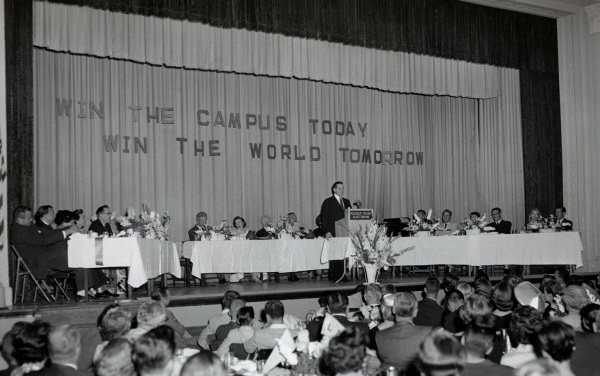 WIN THE CAMPUS TODAY
WIN THE WORLD TOMORROW